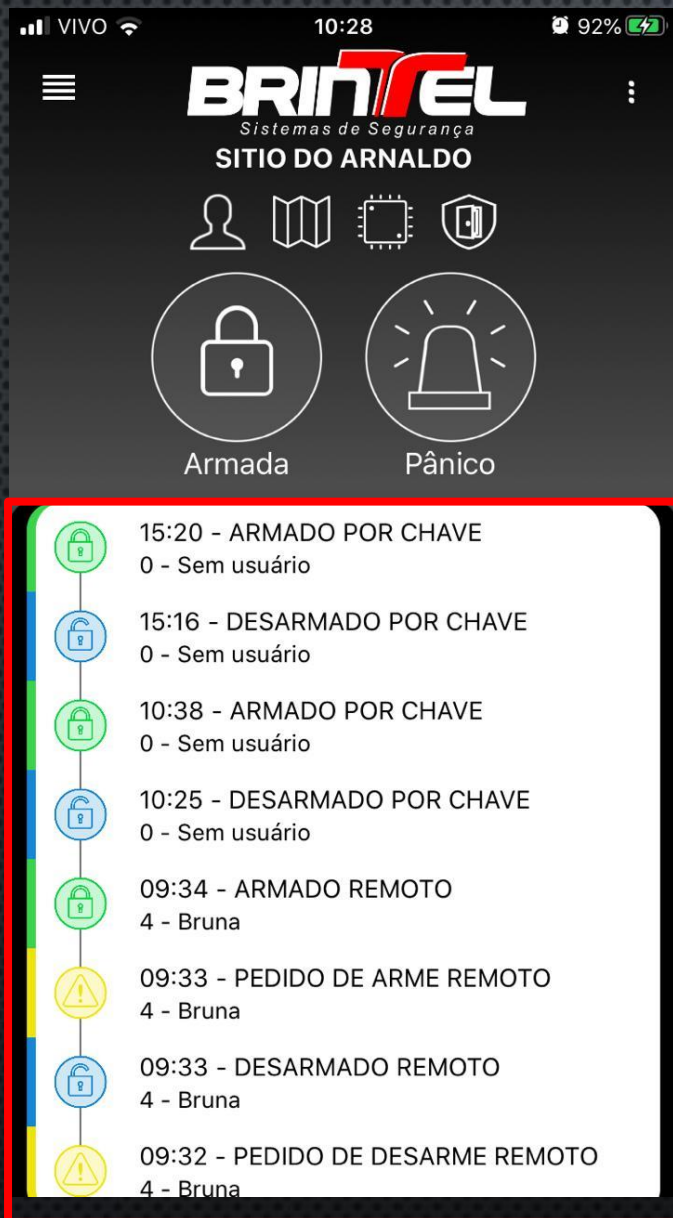 VIVO 10:28 92%
BRINTEL
Sistemas de Segurança
SITIO DO ARNALDO
Armada Pânico
15:20 - ARMADO POR CHAVE
0 - Sem usuário
15:16 - DESARMADO POR CHAVE
0 - Sem usuário
10:38 - ARMADO POR CHAVE
0 - Sem usuário
10:25 - DESARMADO POR CHAVE
0 - Sem usuário
09:34 - ARMADO REMOTO
4 - Bruna
09:33 - PEDIDO DE ARME REMOTO
4 - Bruna
09:33 - DESARMADO REMOTO
4 - Bruna
09:32 - PEDIDO DE DESARME REMOTO
4 - Bruna